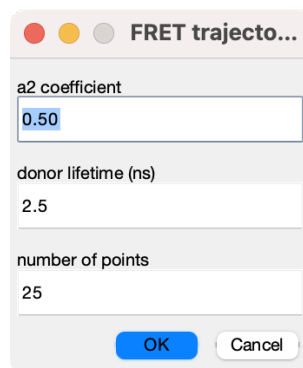 FRET trajecto...
a2 coefficient
0.50
donor lifetime (ns)
2.5
number of points
25
OK Cancel